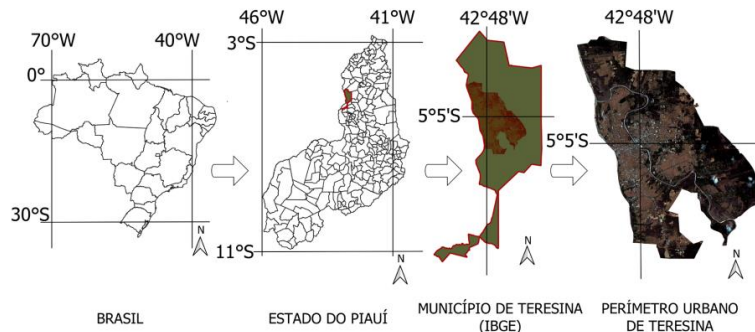 70°W
40°W
0°
30°S
N
BRASIL
46°W
41°W
3°S
11°S
N
ESTADO DO PIAUÍ
42°48'W
5°5'S
N
MUNICÍPIO DE TERESINA
(IBGE)
42°48'W
5°5'S
N
PERÍMETRO URBANO
DE TERESINA